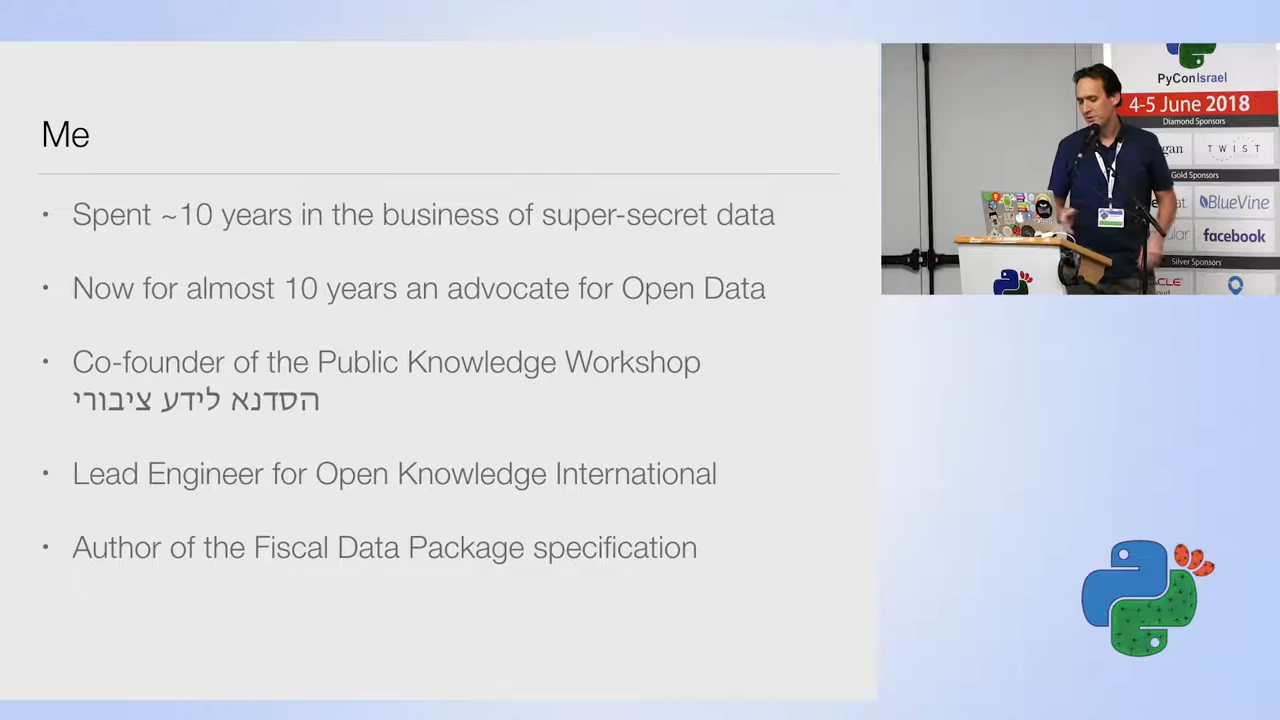 Me
• Spent ~10 years in the business of super-secret data
• Now for almost 10 years an advocate for Open Data
• Co-founder of the Public Knowledge Workshop
הסדנא לידע ציבורי
• Lead Engineer for Open Knowledge International
• Author of the Fiscal Data Package specification
PyConIsrael
4-5 June 2018
Diamond Sponsors
TWIST
Gold Sponsors
BlueVine
facebook
Silver Sponsors